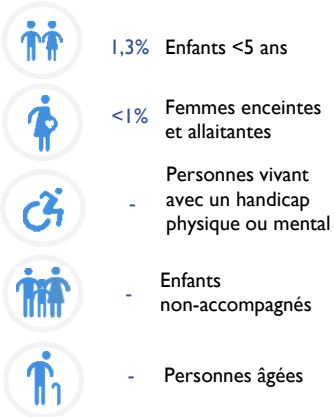 1,3% Enfants <5 ans
<1% Femmes enceintes
et allaitantes
Personnes vivant
- avec un handicap
physique ou mental
- Enfants
non-accompagnés
- Personnes âgées